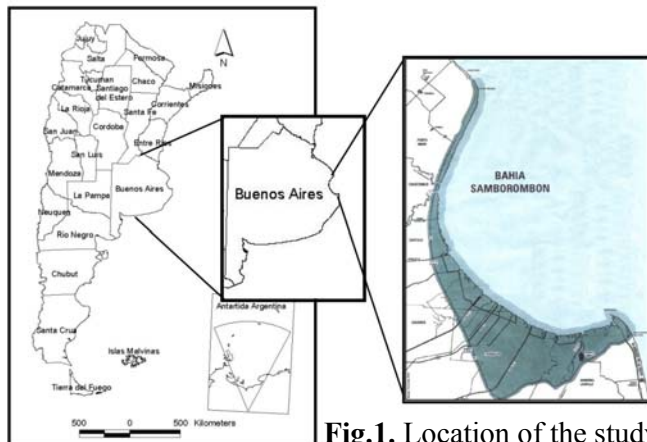 Jujuy
Salta
Formosa
N
Tucuman
Catamarca
Santiago
del Estero
Chaco
Misiones
Corrientes
La Rioja
Santa Fe
San Juan
Cordoba
Entre Rios
San Luis
Mendoza
La Pampa
Buenos Aires
Neuquen
Rio Negro
Chubut
Santa Cruz
Islas Malvinas
Tierra del Fuego
Antartida Argentina
500 0 500 Kilometers
Buenos Aires
BAHIA
SAMBOROMBON
Fig.1. Location of the study